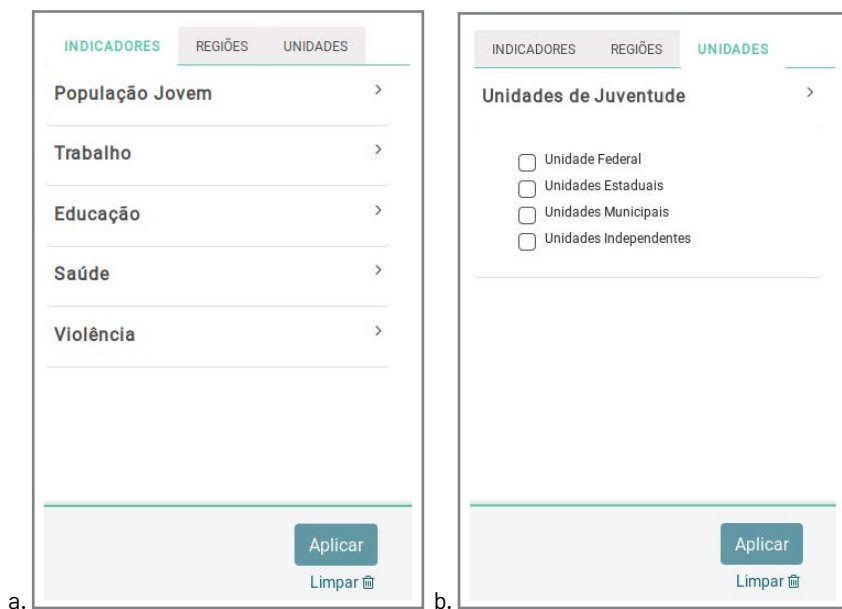 INDICADORES REGIÕES UNIDADES
População Jovem
Trabalho
Educação
Saúde
Violência
Aplicar
Limpar
a.
INDICADORES REGIÕES UNIDADES
Unidades de Juventude
Unidade Federal
Unidades Estaduais
Unidades Municipais
Unidades Independentes
Aplicar
Limpar
b.